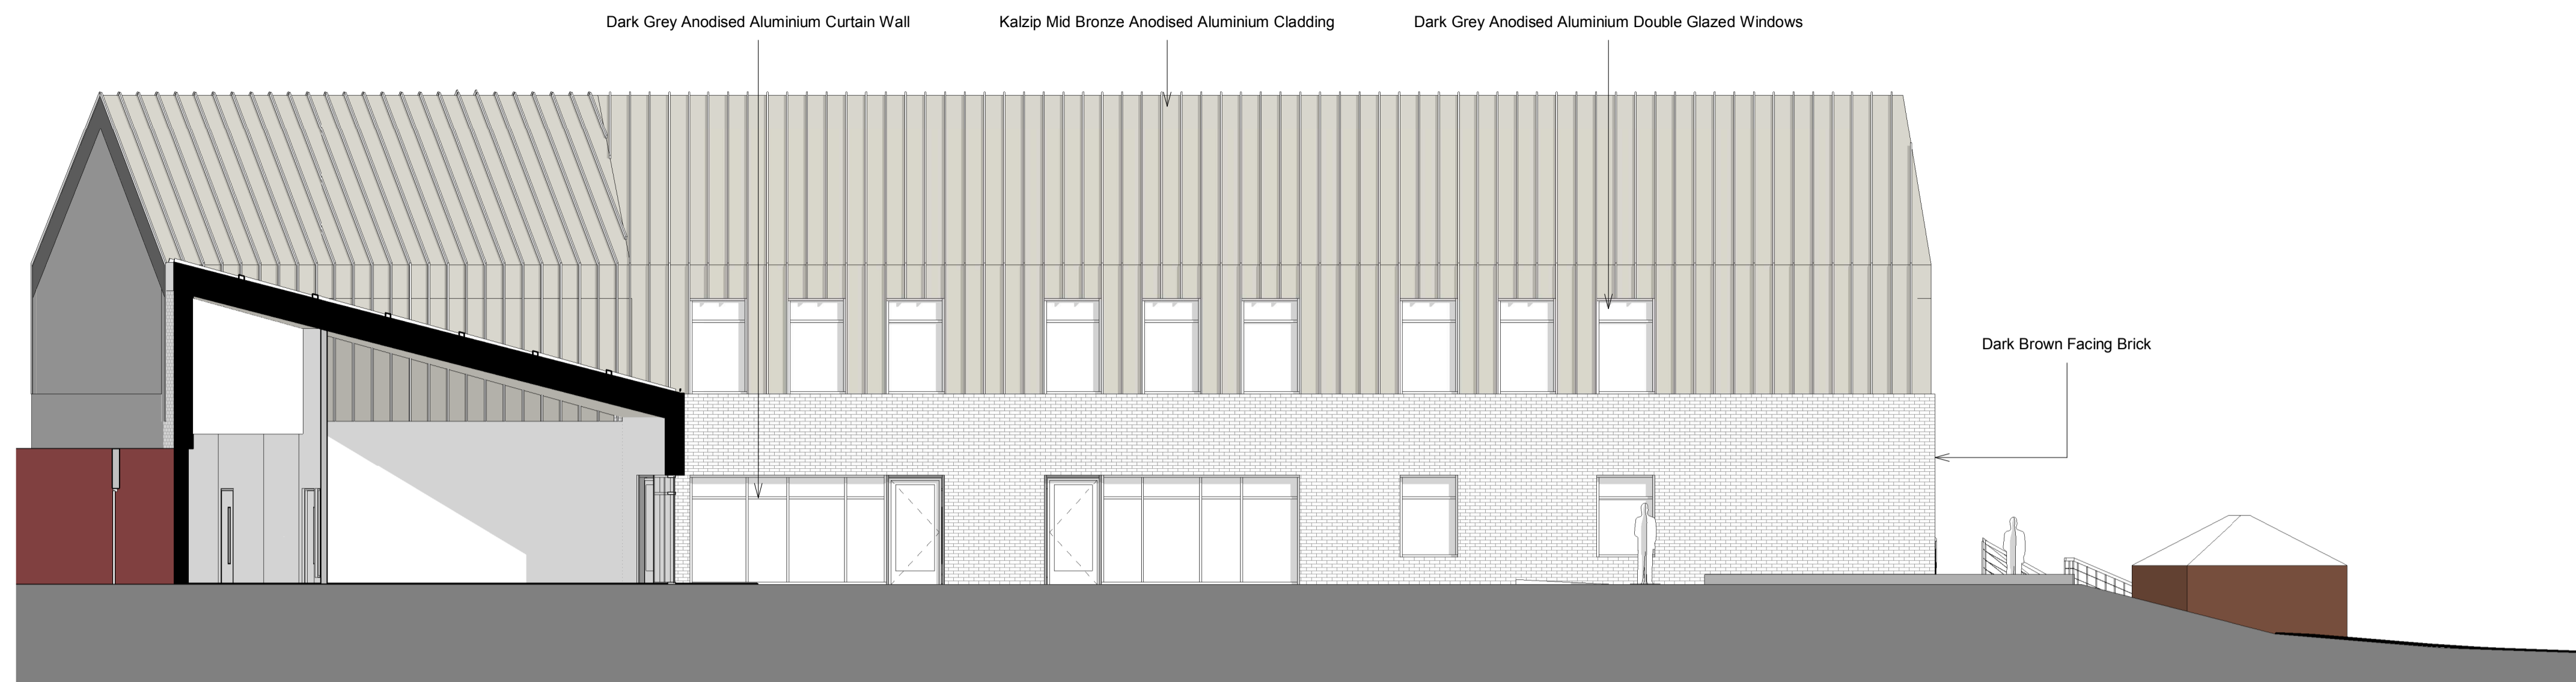 Dark Grey Anodised Aluminium Curtain Wall
Kalzip Mid Bronze Anodised Aluminium Cladding
Dark Grey Anodised Aluminium Double Glazed Windows
Dark Brown Facing Brick